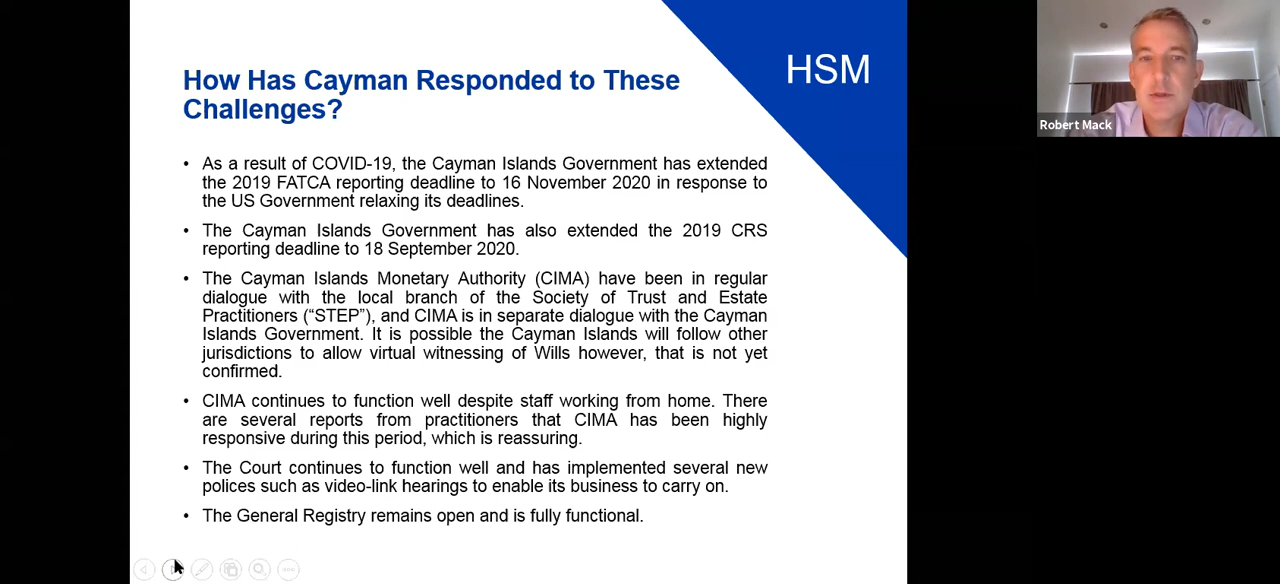 How Has Cayman Responded to These
Challenges?
HSM
• As a result of COVID-19, the Cayman Islands Government has extended
the 2019 FATCA reporting deadline to 16 November 2020 in response to
the US Government relaxing its deadlines.
• The Cayman Islands Government has also extended the 2019 CRS
reporting deadline to 18 September 2020.
• The Cayman Islands Monetary Authority (CIMA) have been in regular
dialogue with the local branch of the Society of Trust and Estate
Practitioners (“STEP”), and CIMA is in separate dialogue with the Cayman
Islands Government. It is possible the Cayman Islands will follow other
jurisdictions to allow virtual witnessing of Wills however, that is not yet
confirmed.
• CIMA continues to function well despite staff working from home. There
are several reports from practitioners that CIMA has been highly
responsive during this period, which is reassuring.
• The Court continues to function well and has implemented several new
polices such as video-link hearings to enable its business to carry on.
• The General Registry remains open and is fully functional.
Robert Mack